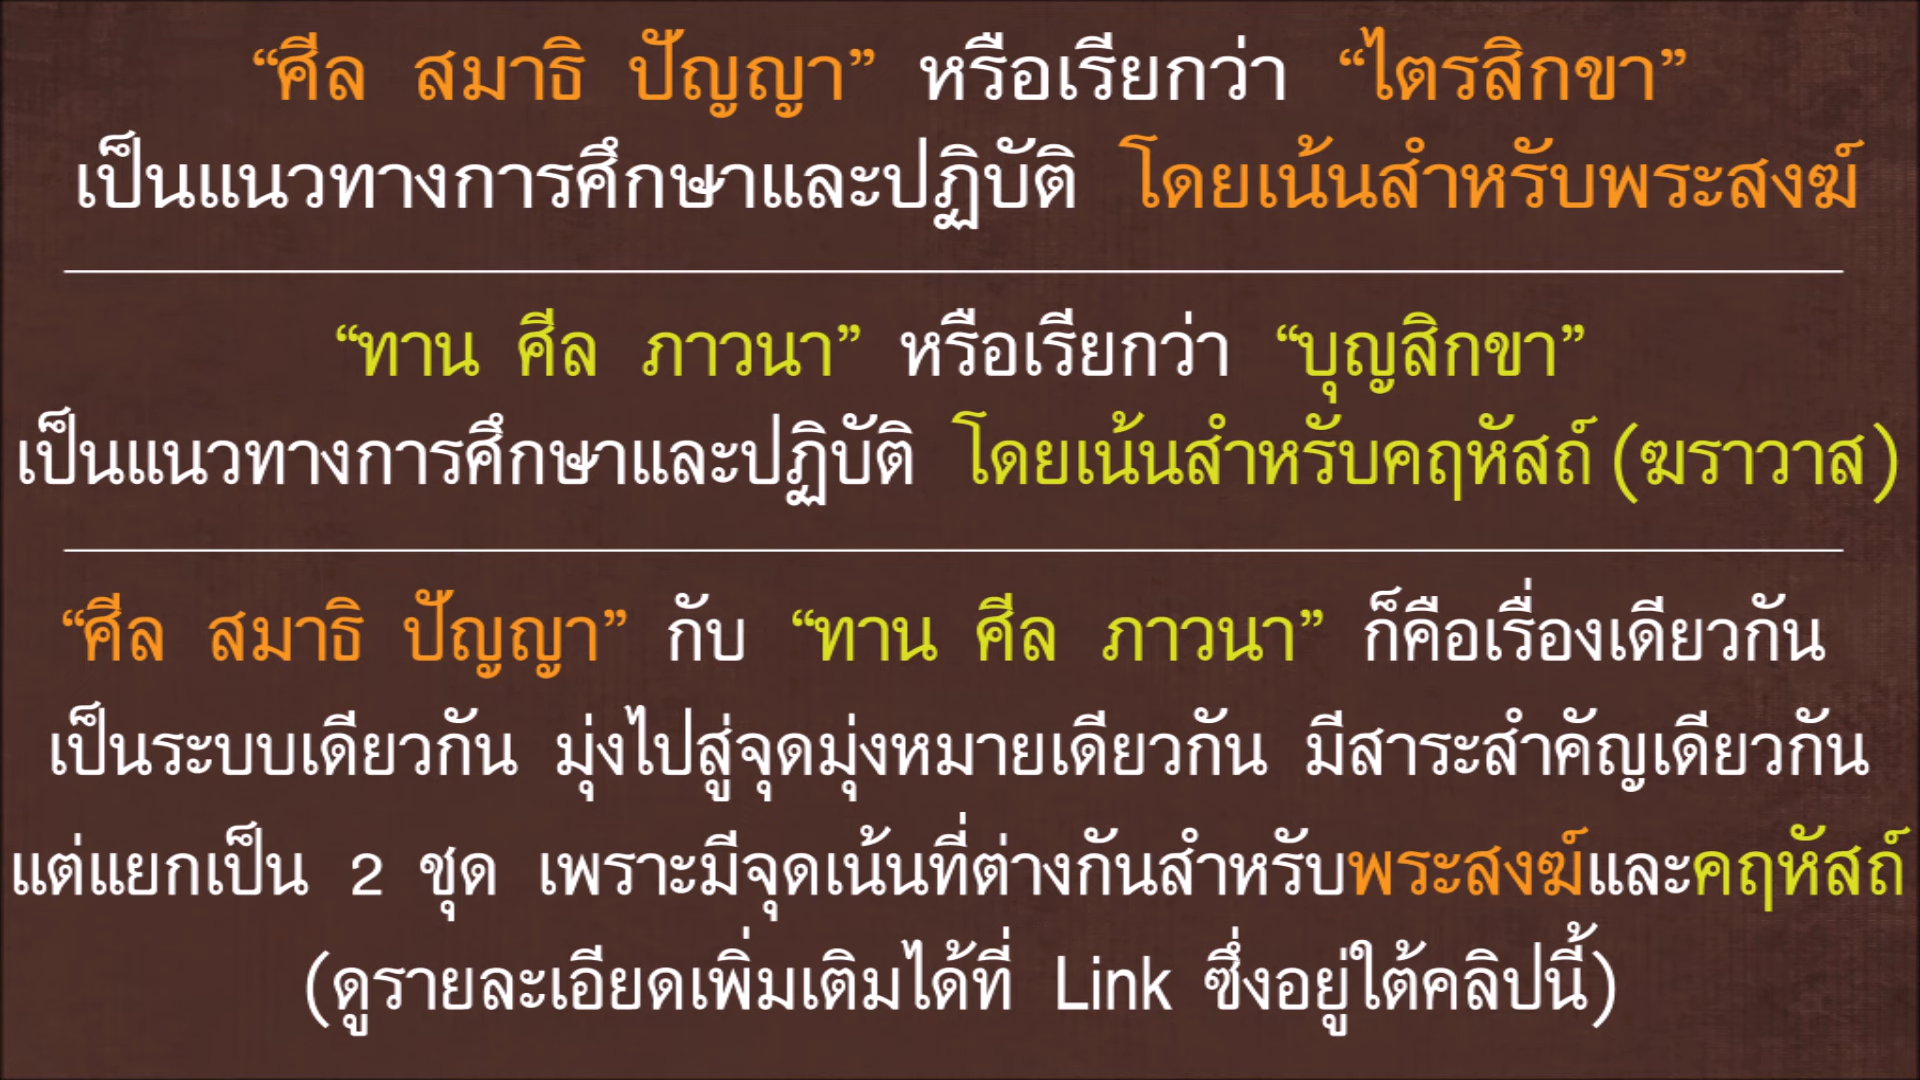 “ศีล สมาธิ ปัญญา” หรือเรียกว่า “ไตรสิกขา”
เป็นแนวทางการศึกษาและปฏิบัติ โดยเน้นสำหรับพระสงฆ์
“ทาน ศีล ภาวนา” หรือเรียกว่า “บุญสิกขา”
เป็นแนวทางการศึกษาและปฏิบัติ โดยเน้นสำหรับคฤหัสถ์ (ฆราวาส)
“ศีล สมาธิ ปัญญา” กับ “ทาน ศีล ภาวนา” ก็คือเรื่องเดียวกัน
เป็นระบบเดียวกัน มุ่งไปสู่จุดมุ่งหมายเดียวกัน มีสาระสำคัญเดียวกัน
แต่แยกเป็น 2 ชุด เพราะมีจุดเน้นที่ต่างกันสำหรับพระสงฆ์และคฤหัสถ์
(ดูรายละเอียดเพิ่มเติมได้ที่ Link ซึ่งอยู่ใต้คลิปนี้)